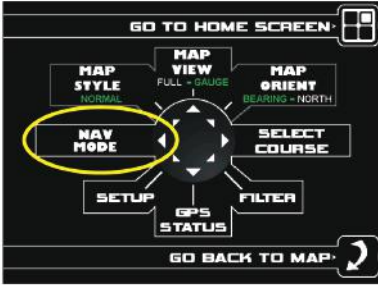 GO TO HOME SCREEN
MAP
VIEW
FULL - GAUGE
MAP
STYLE
NORMAL
MAP
ORIENT
BEARING - NORTH
NAV
MODE
SELECT
COURSE
SETUP
FILTER
GPS
STATUS
GO BACK TO MAP